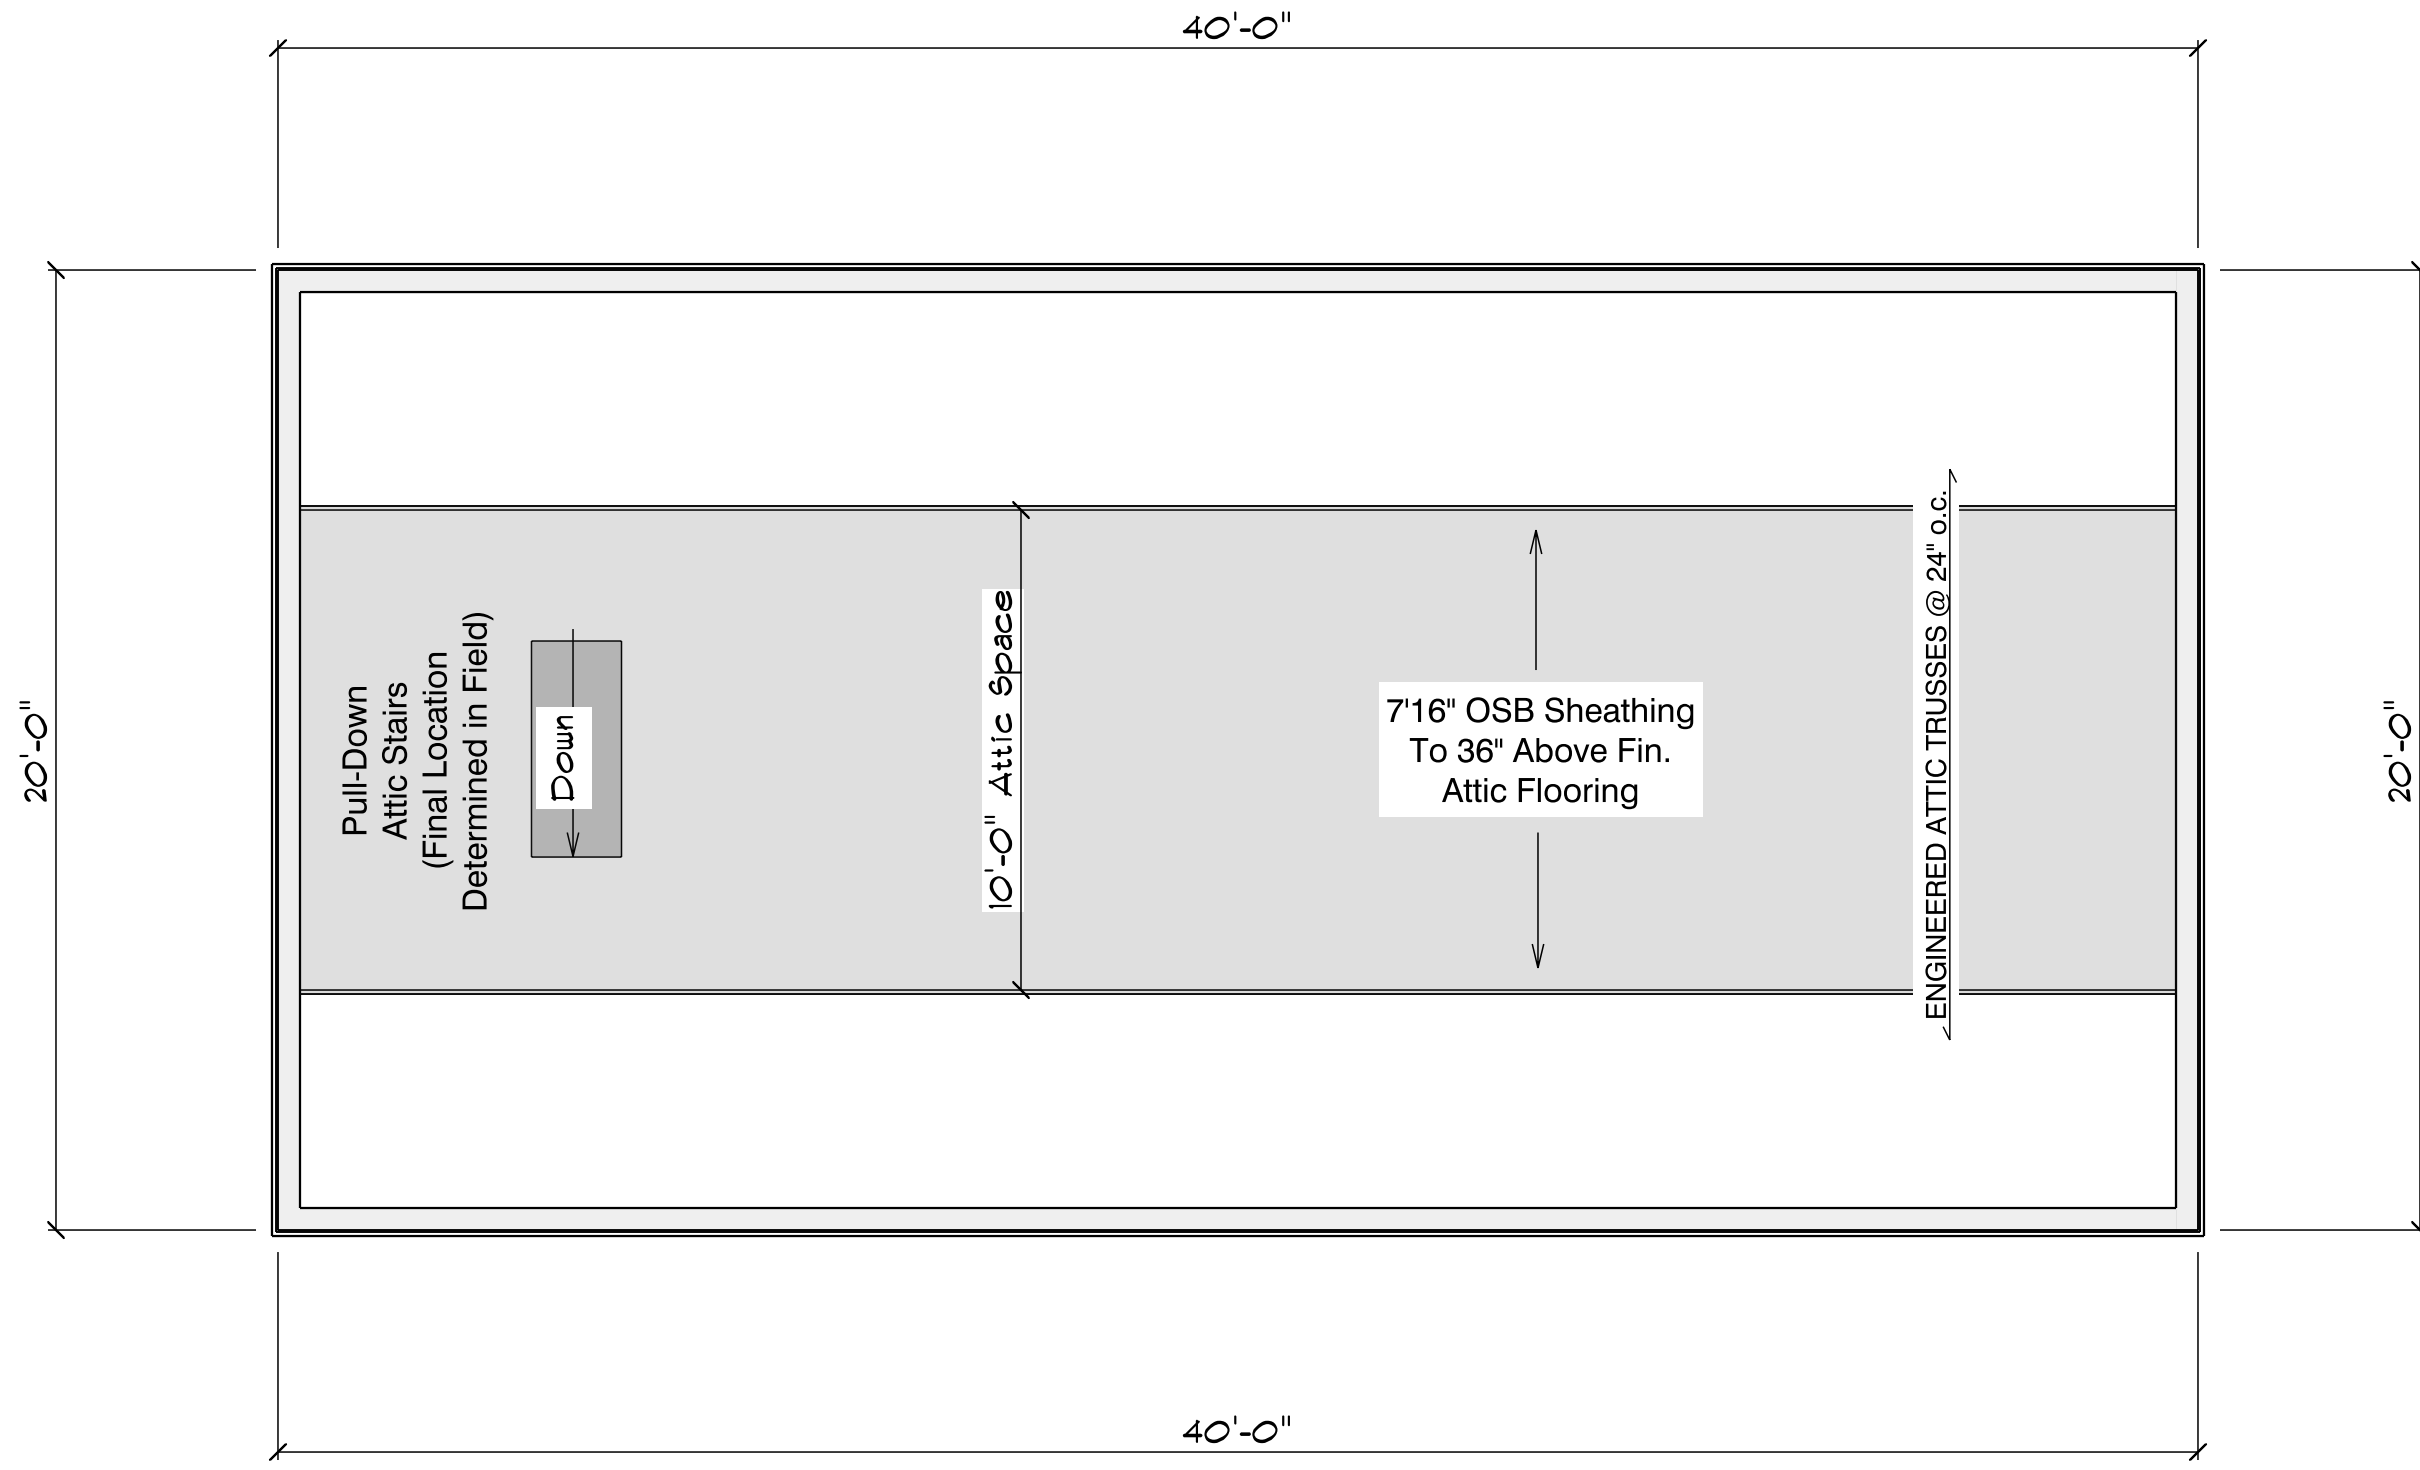 40'-0"
20'-0"
Pull-Down
Attic Stairs
(Final Location
Determined in Field)
Down
10'-0" Attic Space
7'16" OSB Sheathing
To 36" Above Fin.
Attic Flooring
ENGINEERED ATTIC TRUSSES @ 24" o.c.
20'-0"
40'-0"